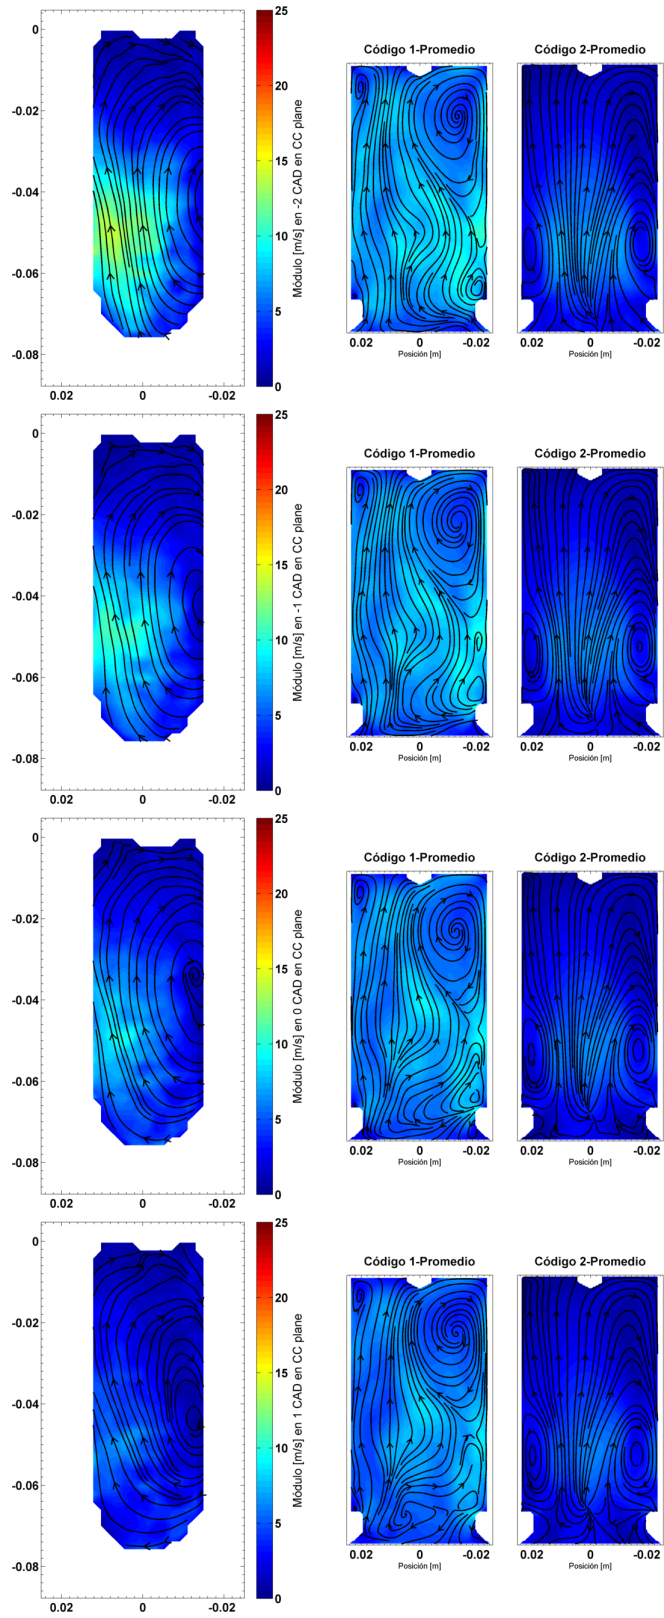 Código 1-Promedio Código 2-Promedio
0
-0.02
-0.04
-0.06
-0.08
0.02 0 -0.02
25
20
15
10
5
0
Módulo [m/s] en -2 CAD en CC plane
0.02 0 -0.02
Posición [m]
0.02 0 -0.02
Posición [m]
Código 1-Promedio Código 2-Promedio
0
-0.02
-0.04
-0.06
-0.08
0.02 0 -0.02
25
20
15
10
5
0
Módulo [m/s] en -1 CAD en CC plane
0.02 0 -0.02
Posición [m]
0.02 0 -0.02
Posición [m]
Código 1-Promedio Código 2-Promedio
0
-0.02
-0.04
-0.06
-0.08
0.02 0 -0.02
25
20
15
10
5
0
Módulo [m/s] en 0 CAD en CC plane
0.02 0 -0.02
Posición [m]
0.02 0 -0.02
Posición [m]
Código 1-Promedio Código 2-Promedio
0
-0.02
-0.04
-0.06
-0.08
0.02 0 -0.02
25
20
15
10
5
0
Módulo [m/s] en 1 CAD en CC plane
0.02 0 -0.02
Posición [m]
0.02 0 -0.02
Posición [m]